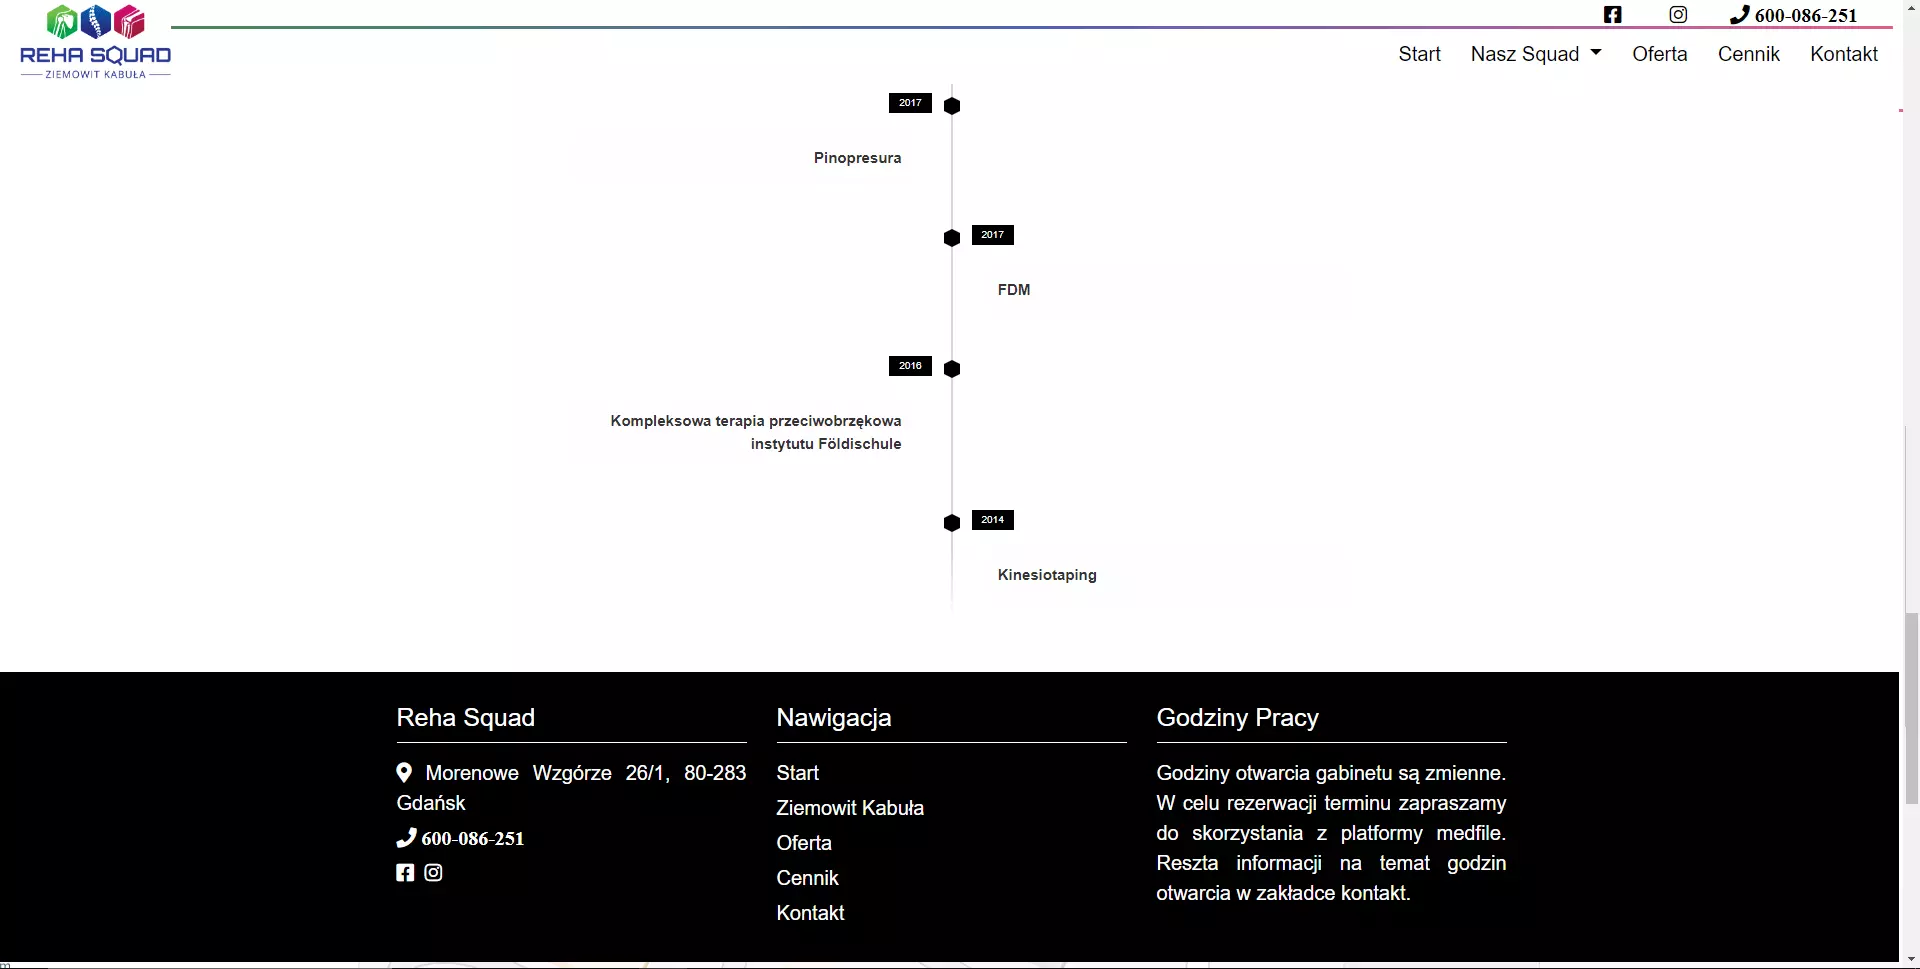 REHA SQUAD
ZIEMOWIT KABUŁA
600-086-251
Start Nasz Squad Oferta Cennik Kontakt
2017
Pinopresura
2017
FDM
2016
Kompleksowa terapia przeciwobrzękowa
instytutu Földischule
2014
Kinesiotaping
Reha Squad
Morenowe Wzgórze 26/1, 80-283
Gdańsk
600-086-251
Nawigacja
Start
Ziemowit Kabuła
Oferta
Cennik
Kontakt
Godziny Pracy
Godziny otwarcia gabinetu są zmienne.
W celu rezerwacji terminu zapraszamy
do skorzystania z platformy medfile.
Reszta informacji na temat godzin
otwarcia w zakładce kontakt.